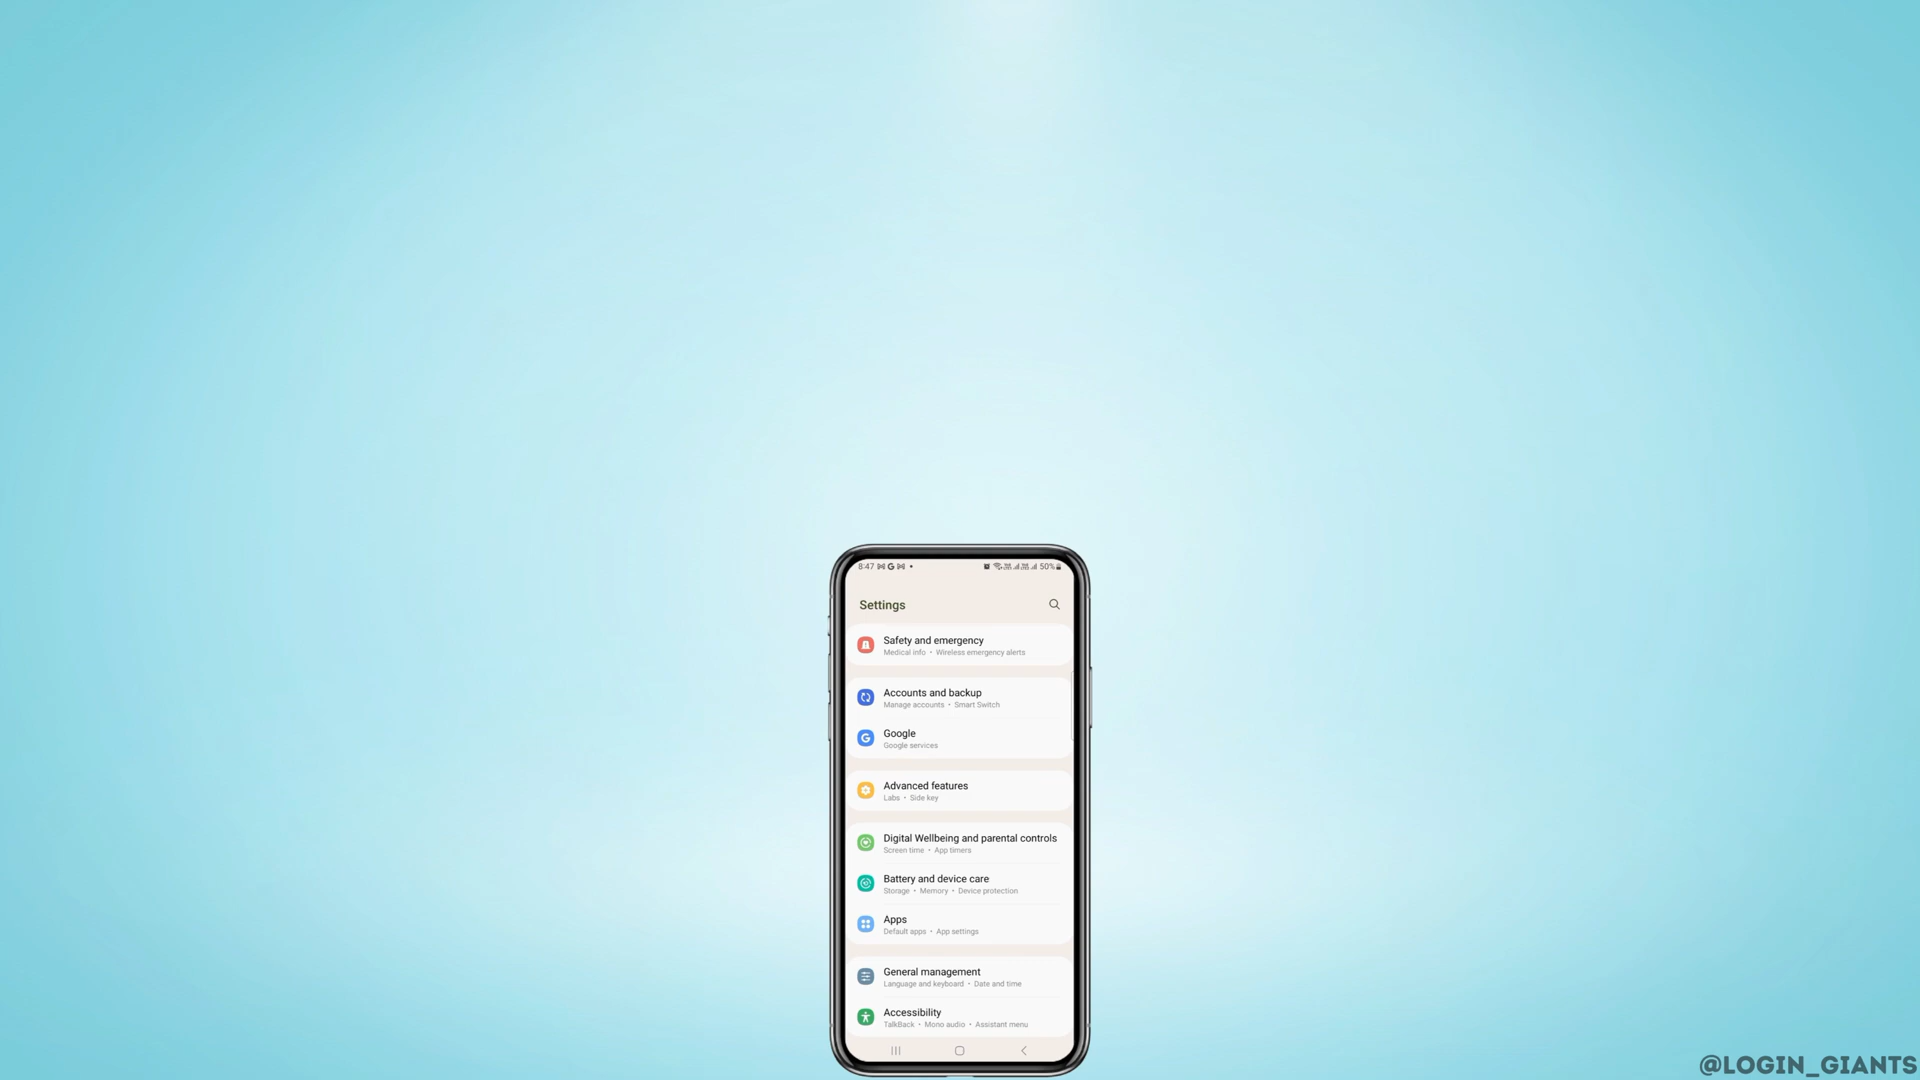 8:47
50%
Settings
Safety and emergency
Medical info • Wireless emergency alerts
Accounts and backup
Manage accounts • Smart Switch
Google
Google services
Advanced features
Labs • Side key
Digital Wellbeing and parental controls
Screen time • App timers
Battery and device care
Storage • Memory • Device protection
Apps
Default apps • App settings
General management
Language and keyboard • Date and time
Accessibility
TalkBack • Mono audio • Assistant menu
@LOGIN_GIANTS